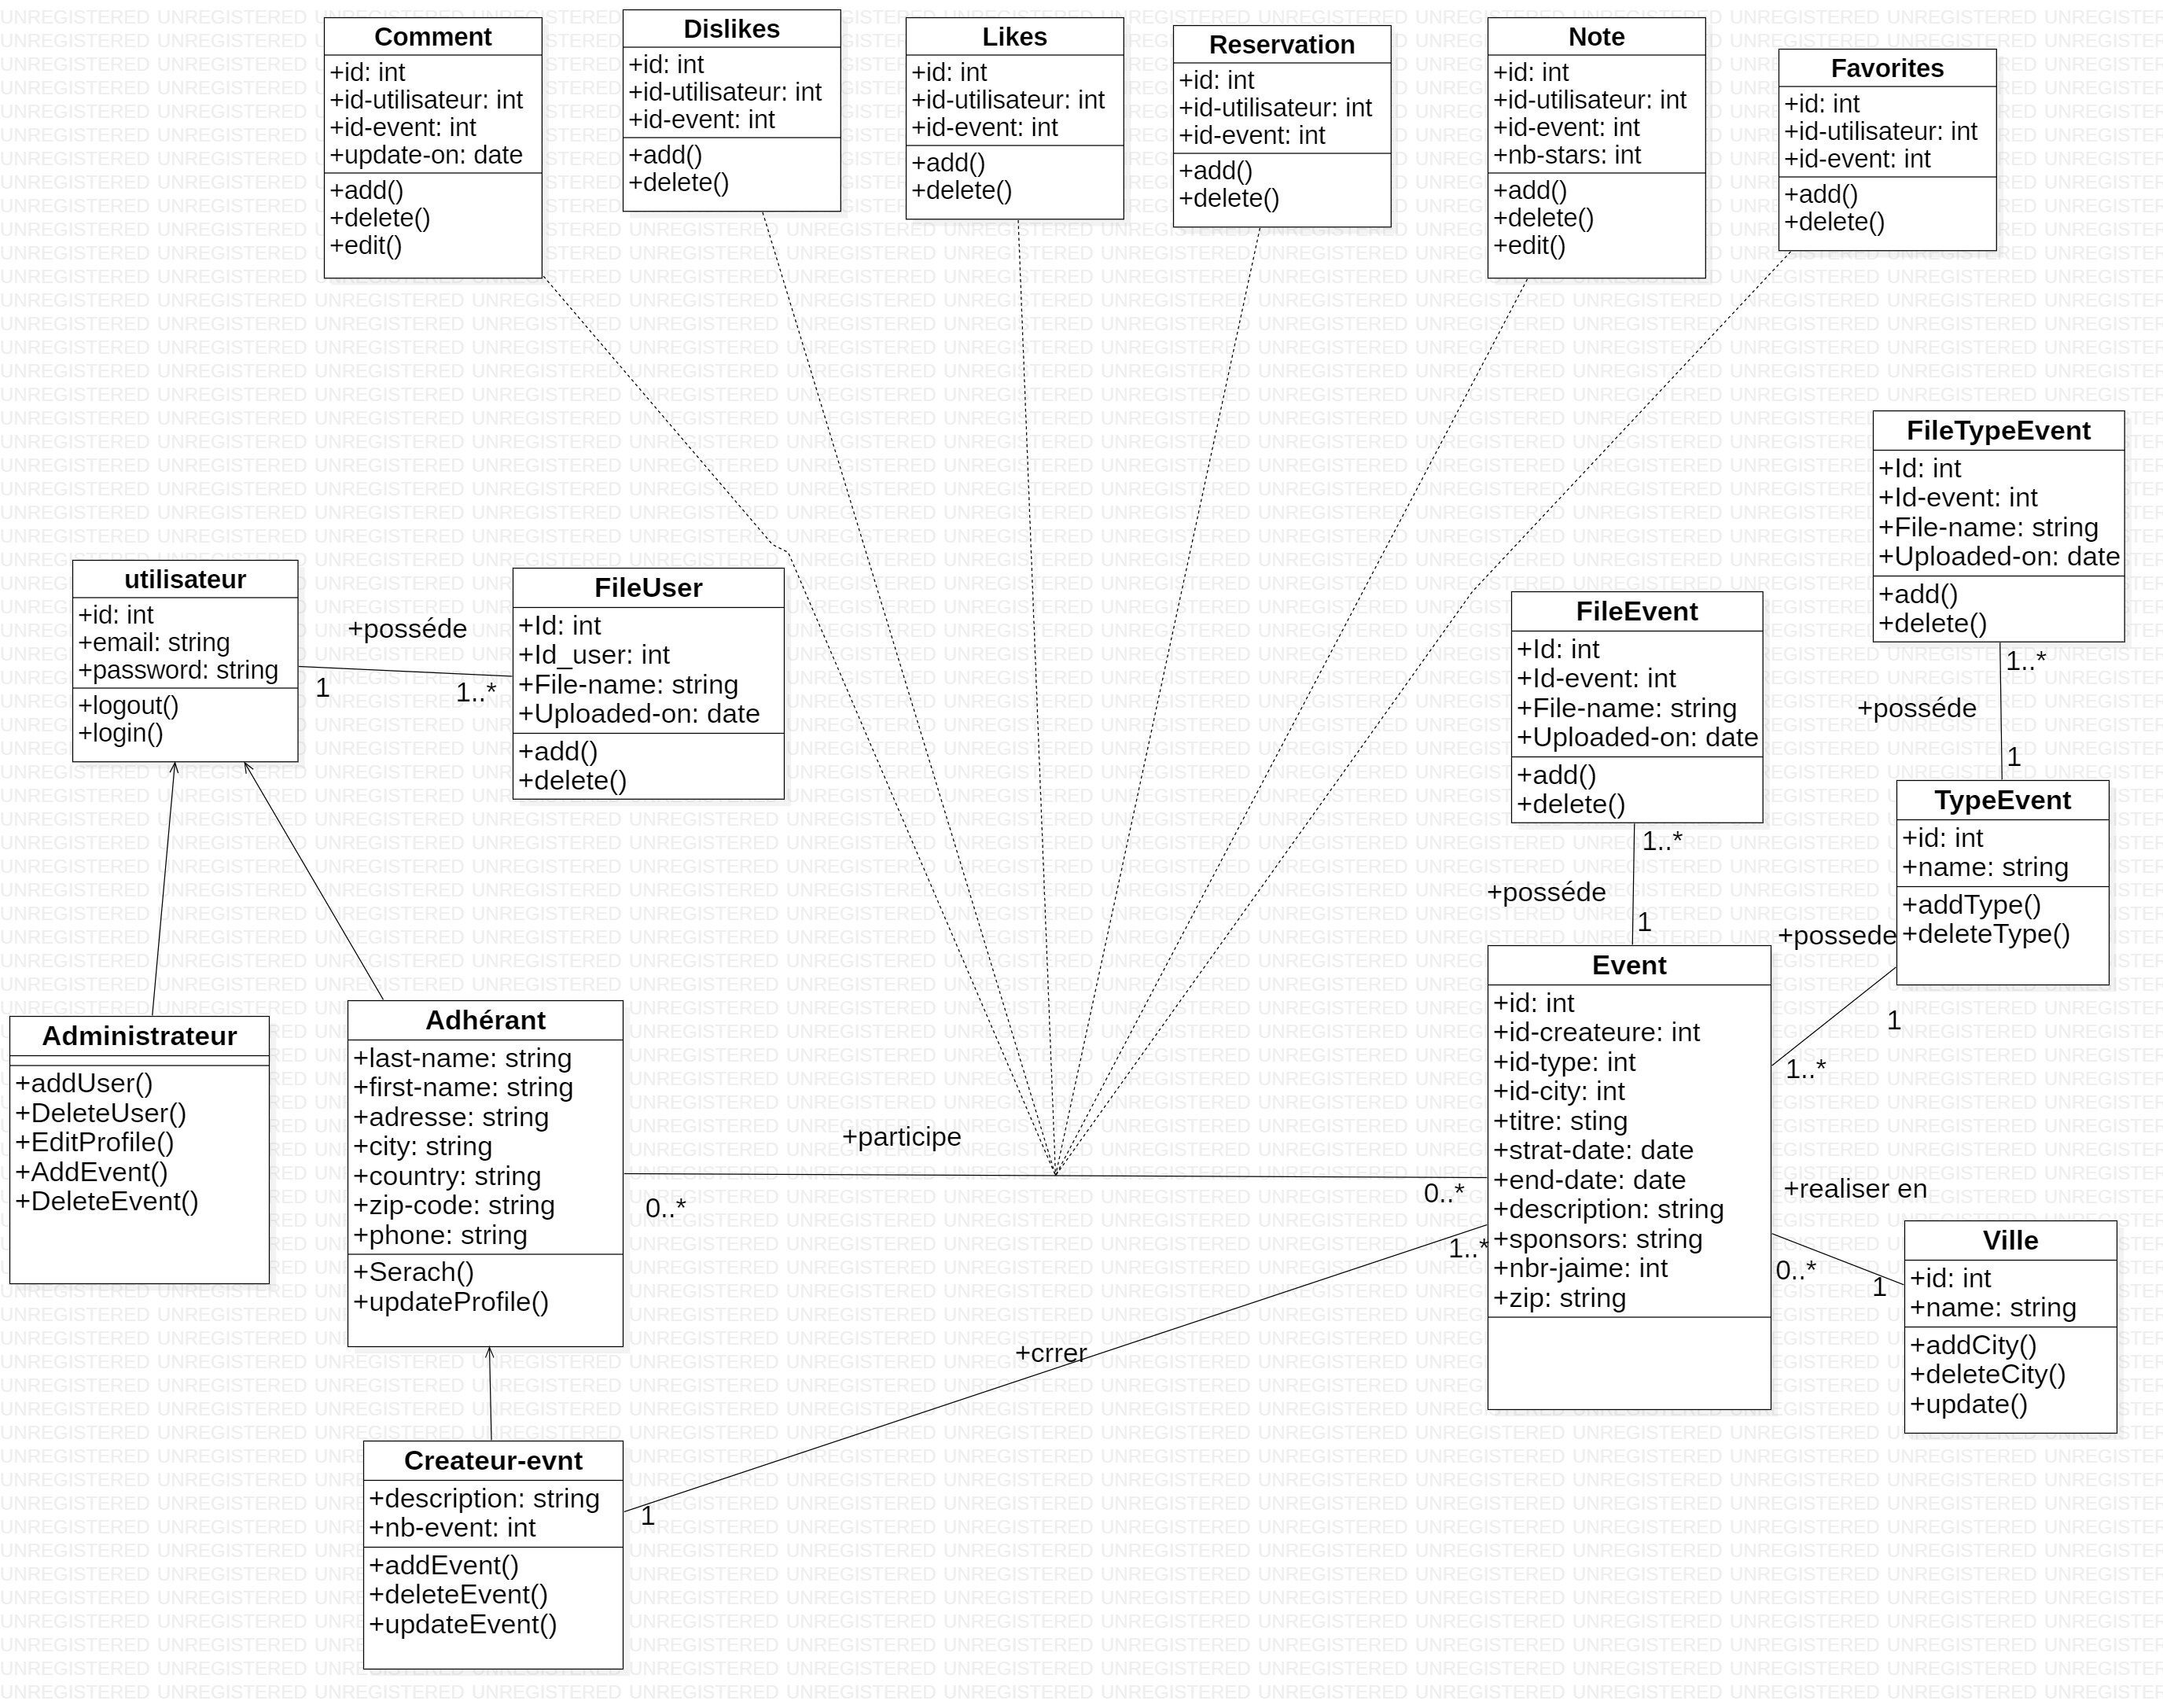 Comment
+id: int
+id-utilisateur: int
+id-event: int
+update-on: date
+add()
+delete()
+edit()
Dislikes
+id: int
+id-utilisateur: int
+id-event: int
+add()
+delete()
Likes
+id: int
+id-utilisateur: int
+id-event: int
+add()
+delete()
Reservation
+id: int
+id-utilisateur: int
+id-event: int
+add()
+delete()
Note
+id: int
+id-utilisateur: int
+id-event: int
+nb-stars: int
+add()
+delete()
+edit()
Favorites
+id: int
+id-utilisateur: int
+id-event: int
+add()
+delete()
FileTypeEvent
+Id: int
+Id-event: int
+File-name: string
+Uploaded-on: date
+add()
+delete()
1..*
+posséde
1
utilisateur
+id: int
+email: string
+password: string
+logout()
+login()
+posséde
1
1..*
FileUser
+Id: int
+Id_user: int
+File-name: string
+Uploaded-on: date
+add()
+delete()
FileEvent
+Id: int
+Id-event: int
+File-name: string
+Uploaded-on: date
+add()
+delete()
1..*
+posséde
1
TypeEvent
+id: int
+name: string
+addType()
+deleteType()
+possede
1
1..*
Administrateur
+addUser()
+DeleteUser()
+EditProfile()
+AddEvent()
+DeleteEvent()
Adhérant
+last-name: string
+first-name: string
+adresse: string
+city: string
+country: string
+zip-code: string
+phone: string
+Serach()
+updateProfile()
+participe
0..*
0..*
Event
+id: int
+id-createure: int
+id-type: int
+id-city: int
+titre: sting
+strat-date: date
+end-date: date
+description: string
+sponsors: string
+nbr-jaime: int
+zip: string
+realiser en
0..*
1
Ville
+id: int
+name: string
+addCity()
+deleteCity()
+update()
1..*
+crrer
1
Createur-evnt
+description: string
+nb-event: int
+addEvent()
+deleteEvent()
+updateEvent()
UNREGISTERED